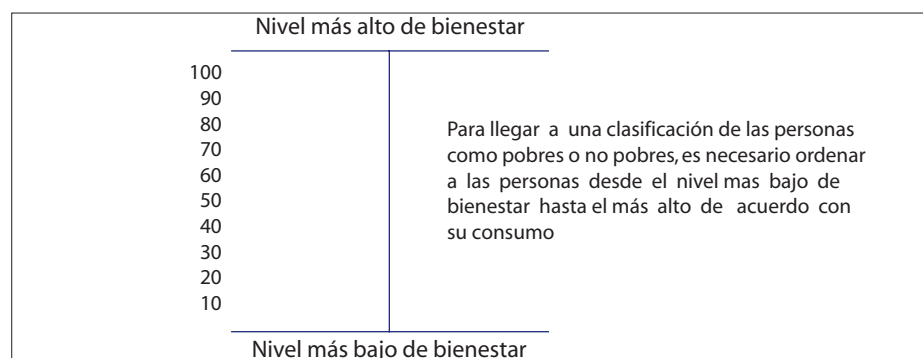 Nivel más alto de bienestar
100
90
80
70
60
50
40
30
20
10
Para llegar a una clasificación de las personas
como pobres o no pobres, es necesario ordenar
a las personas desde el nivel mas bajo de
bienestar hasta el más alto de acuerdo con
su consumo
Nivel más bajo de bienestar